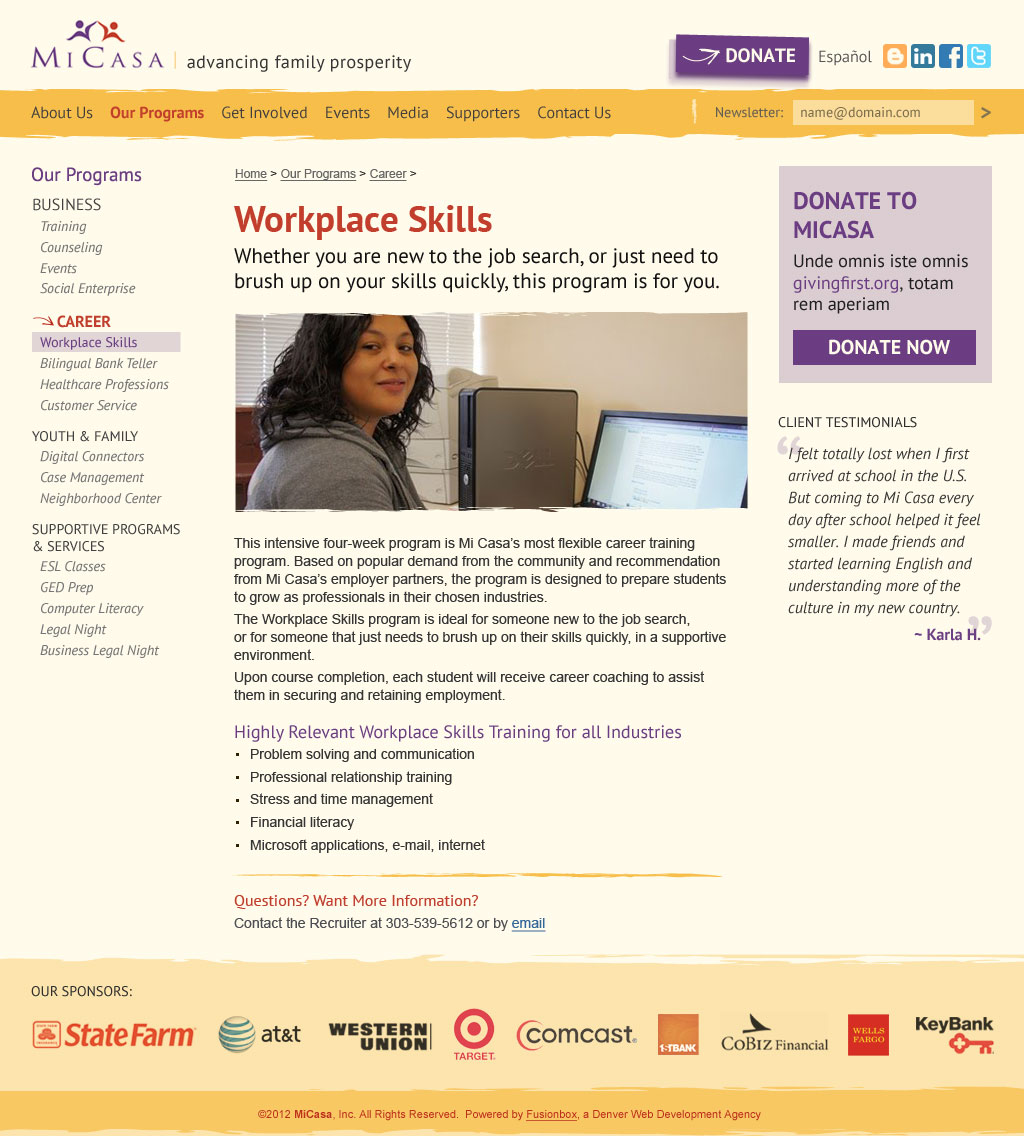 MiCasa
advancing family prosperity
DONATE
Español
About Us Our Programs Get Involved Events Media Supporters Contact Us
Newsletter: name@domain.com >
Our Programs
BUSINESS
Training
Counseling
Events
Social Enterprise
CAREER
Workplace Skills
Bilingual Bank Teller
Healthcare Professions
Customer Service
YOUTH & FAMILY
Digital Connectors
Case Management
Neighborhood Center
SUPPORTIVE PROGRAMS
& SERVICES
ESL Classes
GED Prep
Computer Literacy
Legal Night
Business Legal Night
Home > Our Programs > Career >
Workplace Skills
Whether you are new to the job search, or just need to
brush up on your skills quickly, this program is for you.
DELL
This intensive four-week program is Mi Casa's most flexible career training
program. Based on popular demand from the community and recommendation
from Mi Casa's employer partners, the program is designed to prepare students
to grow as professionals in their chosen industries.
The Workplace Skills program is ideal for someone new to the job search,
or for someone that just needs to brush up on their skills quickly, in a supportive
environment.
Upon course completion, each student will receive career coaching to assist
them in securing and retaining employment.
Highly Relevant Workplace Skills Training for all Industries
• Problem solving and communication
• Professional relationship training
• Stress and time management
• Financial literacy
• Microsoft applications, e-mail, internet
Questions? Want More Information?
Contact the Recruiter at 303-539-5612 or by email
DONATE TO
MICASA
Unde omnis iste omnis
givingfirst.org, totam
rem aperiam
DONATE NOW
CLIENT TESTIMONIALS
“I felt totally lost when I first
arrived at school in the U.S.
But coming to Mi Casa every
day after school helped it feel
smaller. I made friends and
started learning English and
understanding more of the
culture in my new country.”
~ Karla H.
OUR SPONSORS:
State Farm
at&t
WESTERN
UNION
TARGET.
comcast
1STBANK
CoBiz Financial
WELLS
FARGO
KeyBank
©2012 MiCasa, Inc. All Rights Reserved. Powered by Fusionbox, a Denver Web Development Agency